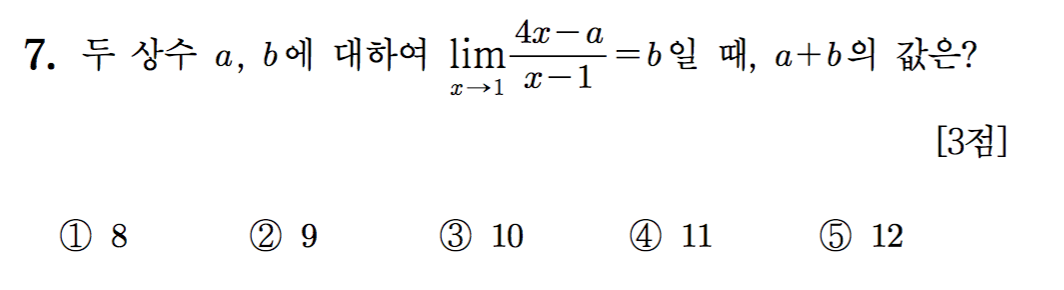 7. 두 상수 a, b에 대하여 lim_{x→1} \frac{4x-a}{x-1}=b일 때, a+b의 값은?
[3점]
① 8 ② 9 ③ 10 ④ 11 ⑤ 12